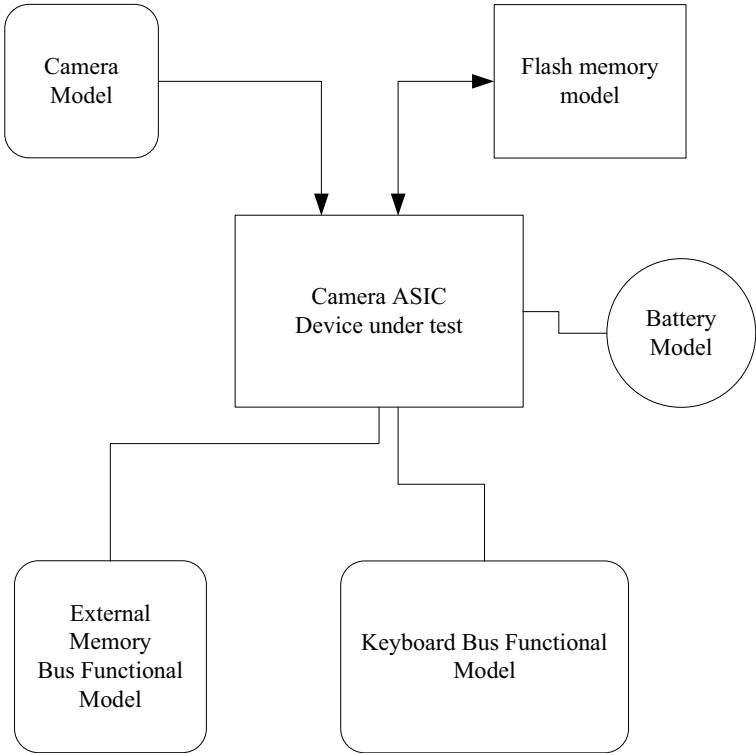 Camera
Model
Flash memory
model
Camera ASIC
Device under test
Battery
Model
External
Memory
Bus Functional
Model
Keyboard Bus Functional
Model